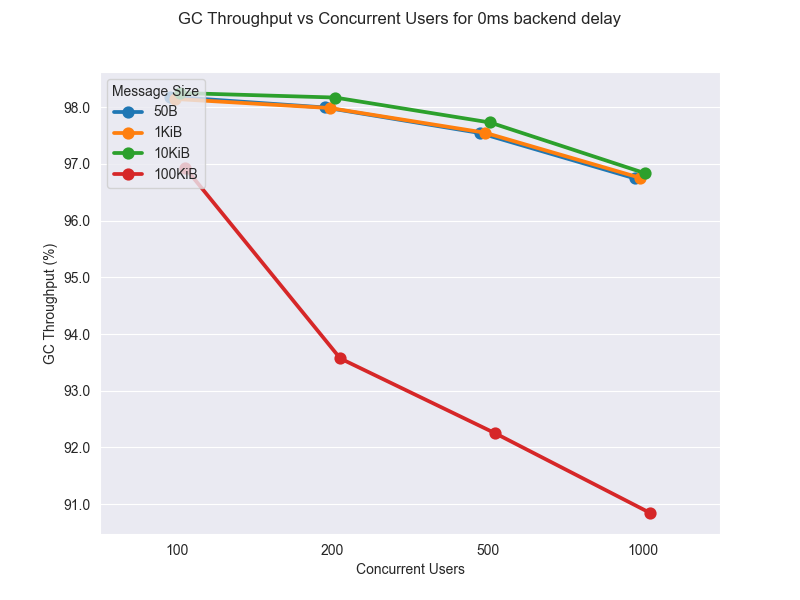 GC Throughput vs Concurrent Users for 0ms backend delay
Message Size
50B
1KiB
10KiB
100KiB
98.0
97.0
96.0
95.0
94.0
93.0
92.0
91.0
GC Throughput (%)
100
200
500
1000
Concurrent Users